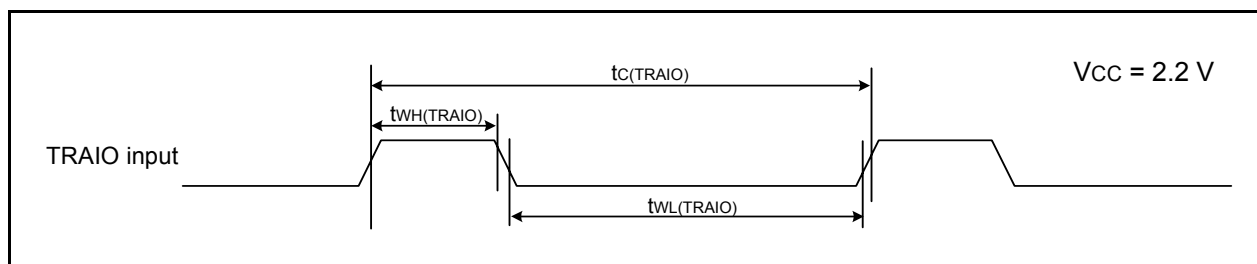 tC(TRAIO)
VCC = 2.2 V
tWH(TRAIO)
TRAIO input
tWL(TRAIO)